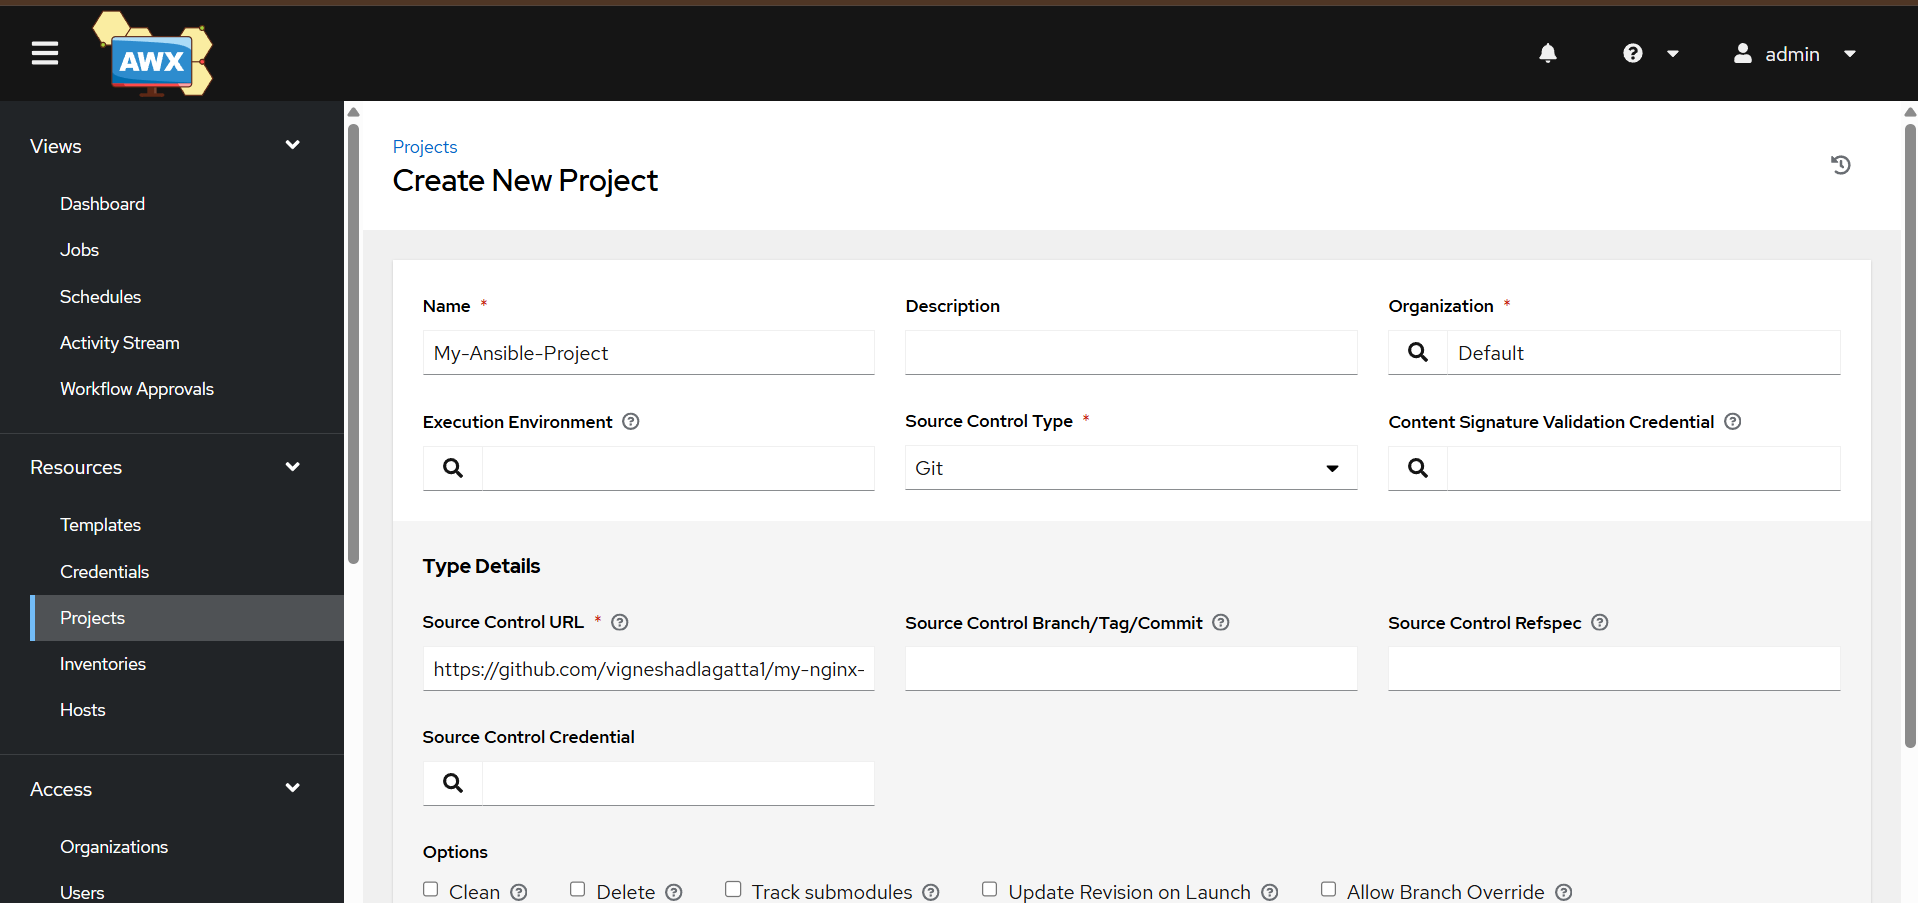 AWX
admin
Views
Dashboard
Jobs
Schedules
Activity Stream
Workflow Approvals
Resources
Templates
Credentials
Projects
Inventories
Hosts
Access
Organizations
Users
Projects
Create New Project
Name *
Description
Organization *
My-Ansible-Project
Default
Execution Environment
Source Control Type *
Content Signature Validation Credential
Git
Type Details
Source Control URL *
Source Control Branch/Tag/Commit
Source Control Refspec
https://github.com/vigneshadlagatta1/my-nginx-
Source Control Credential
Options
Clean
Delete
Track submodules
Update Revision on Launch
Allow Branch Override